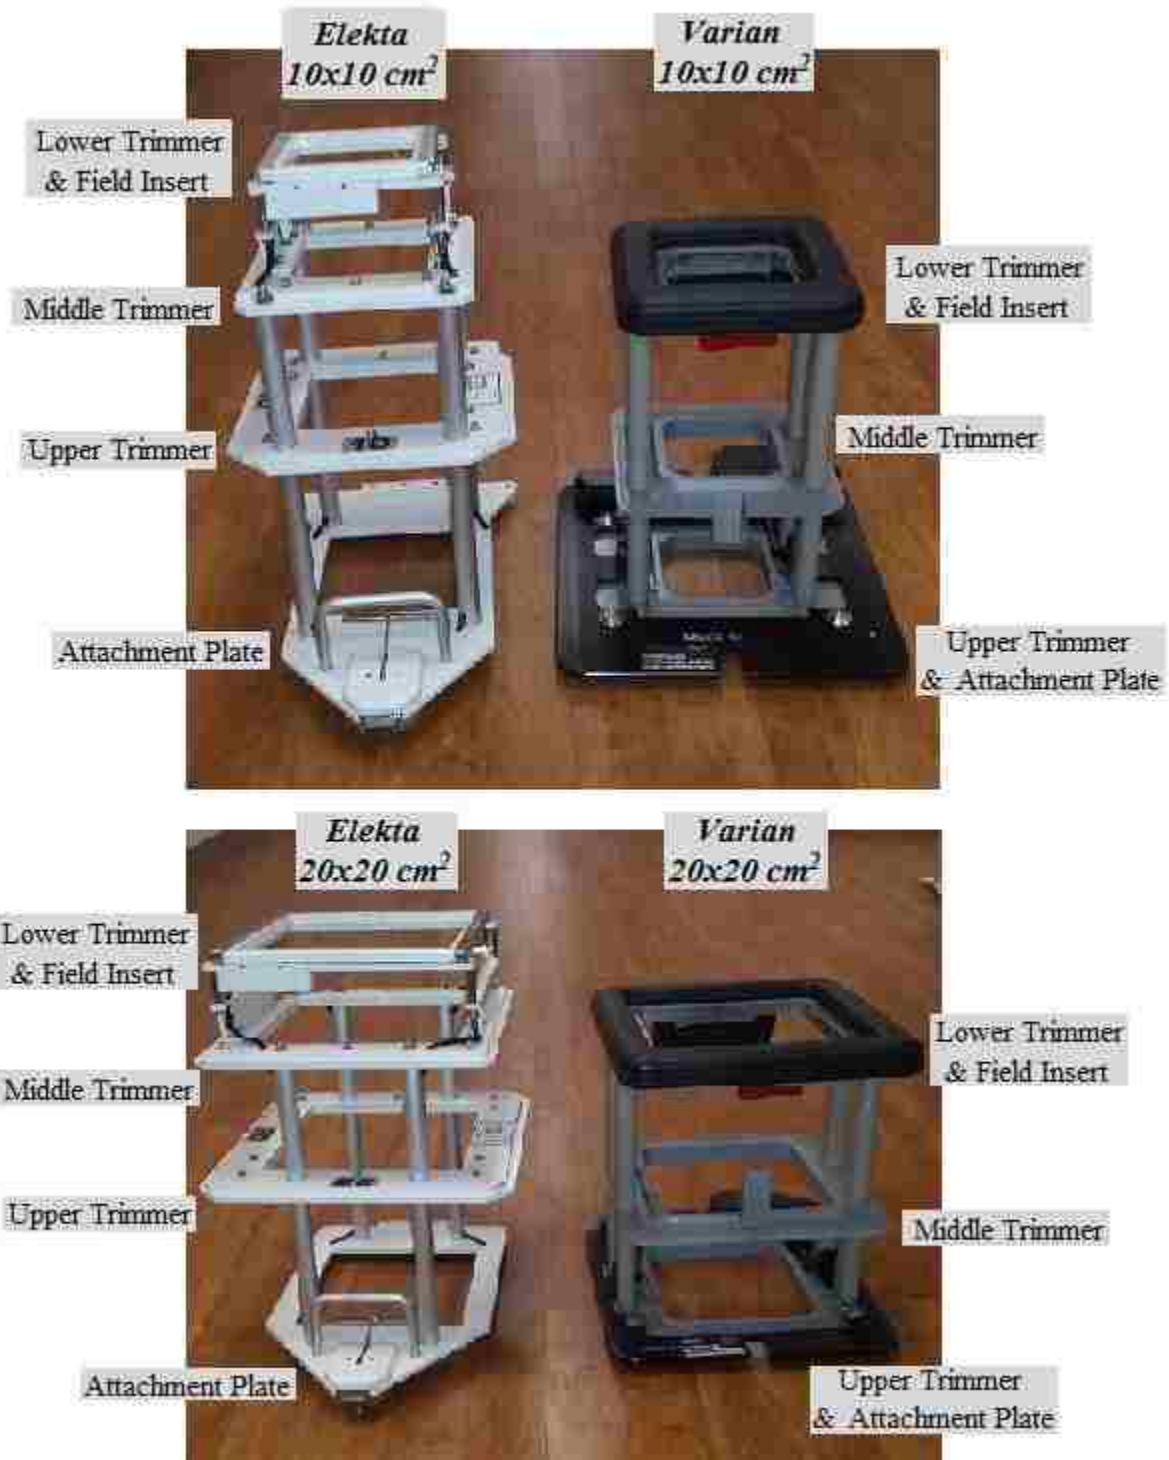 Elekta
10x10 cm²
Varian
10x10 cm²
Lower Trimmer
& Field Insert
Middle Trimmer
Upper Trimmer
Attachment Plate
Lower Trimmer
& Field Insert
Middle Trimmer
Upper Trimmer
& Attachment Plate
Elekta
20x20 cm²
Varian
20x20 cm²
Lower Trimmer
& Field Insert
Middle Trimmer
Upper Trimmer
Attachment Plate
Lower Trimmer
& Field Insert
Middle Trimmer
Upper Trimmer
& Attachment Plate